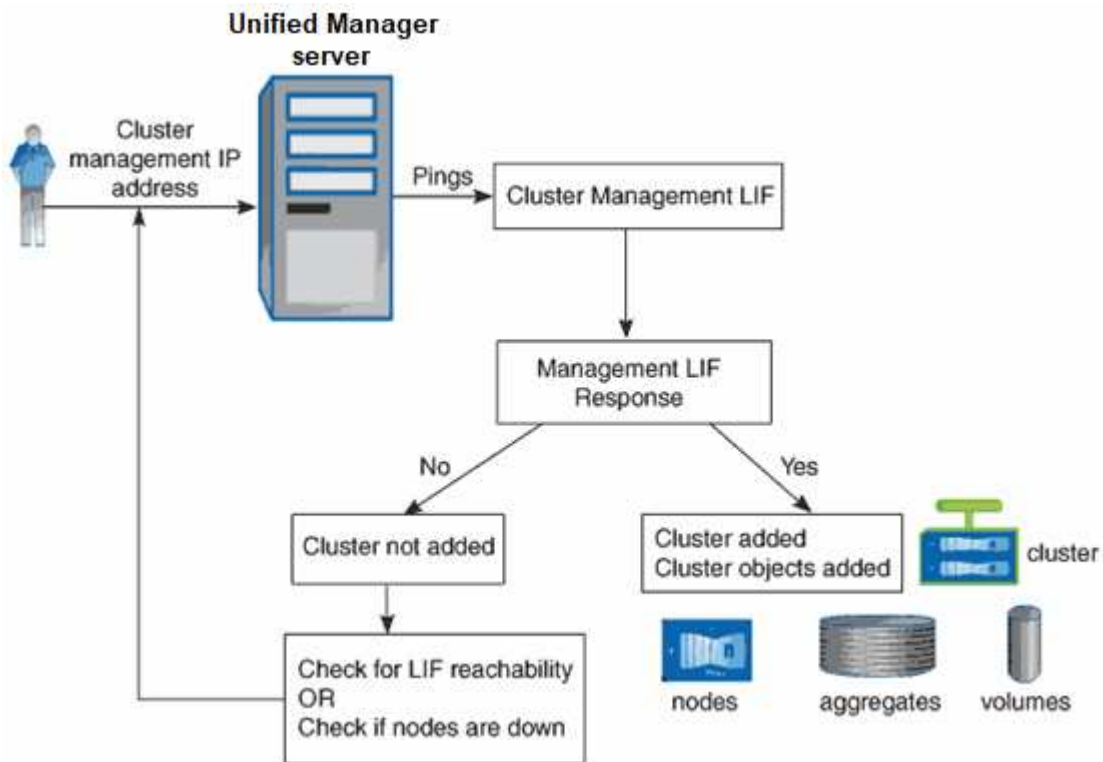 Unified Manager
server
Cluster
management IP
address
Pings
Cluster Management LIF
Management LIF
Response
No
Yes
Cluster not added
Cluster added
Cluster objects added
cluster
Check for LIF reachability
OR
Check if nodes are down
nodes
aggregates
volumes